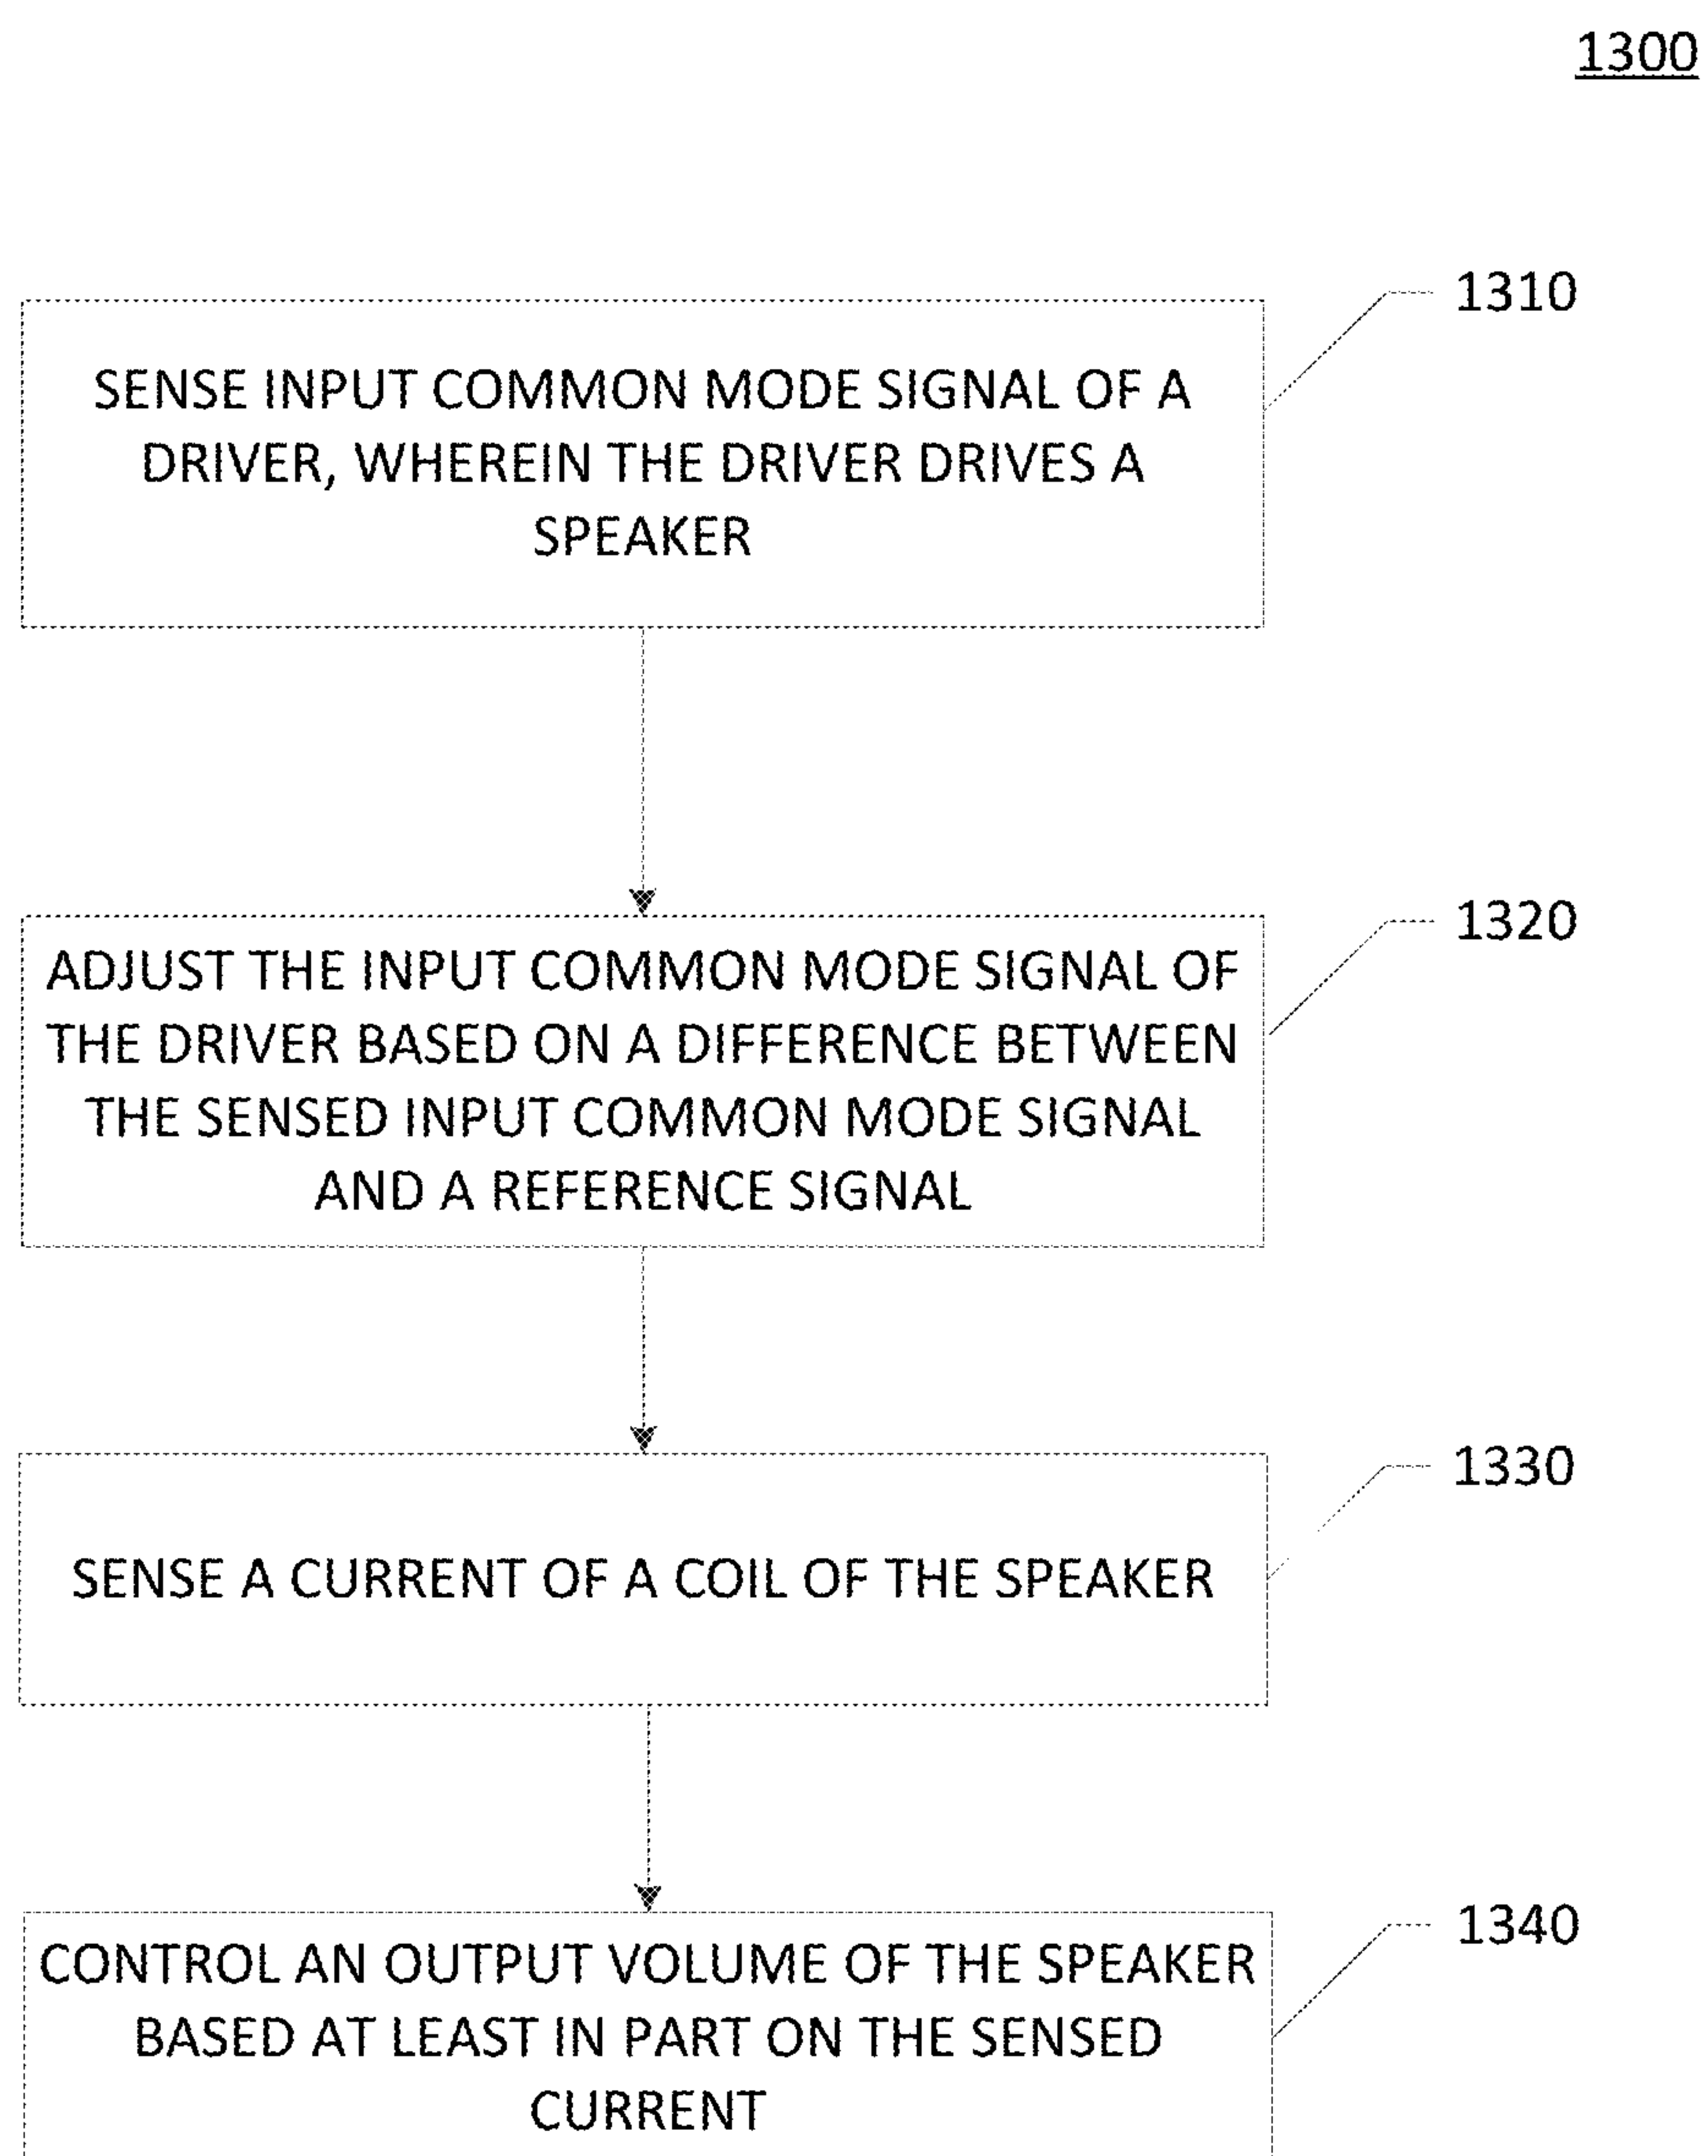 1300
1310
SENSE INPUT COMMON MODE SIGNAL OF A
DRIVER, WHEREIN THE DRIVER DRIVES A
SPEAKER
1320
ADJUST THE INPUT COMMON MODE SIGNAL OF
THE DRIVER BASED ON A DIFFERENCE BETWEEN
THE SENSED INPUT COMMON MODE SIGNAL
AND A REFERENCE SIGNAL
1330
SENSE A CURRENT OF A COIL OF THE SPEAKER
1340
CONTROL AN OUTPUT VOLUME OF THE SPEAKER
BASED AT LEAST IN PART ON THE SENSED
CURRENT